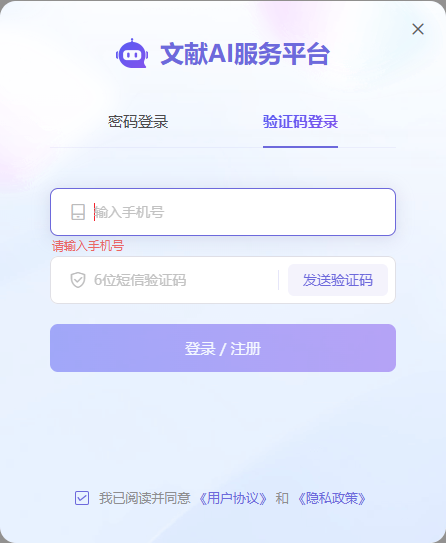 文献AI服务平台
密码登录 验证码登录
输入手机号
请输入手机号
6位短信验证码 发送验证码
登录 / 注册
我已阅读并同意《用户协议》和《隐私政策》